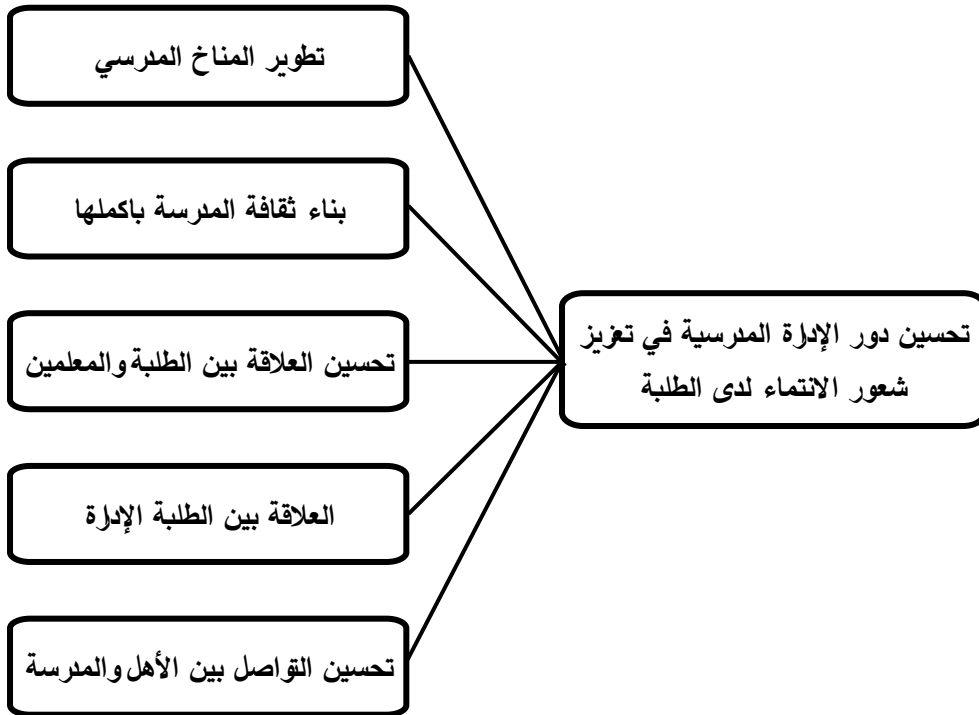 تطوير المناخ المدرسي
بناء ثقافة المدرسة باكملها
تحسين العلاقة بين الطلبة والمعلمين
العلاقة بين الطلبة الإدارة
تحسين التواصل بين الأهل والمدرسة
تحسين دور الإدارة المدرسية في تعزيز
شعور الانتماء لدى الطلبة